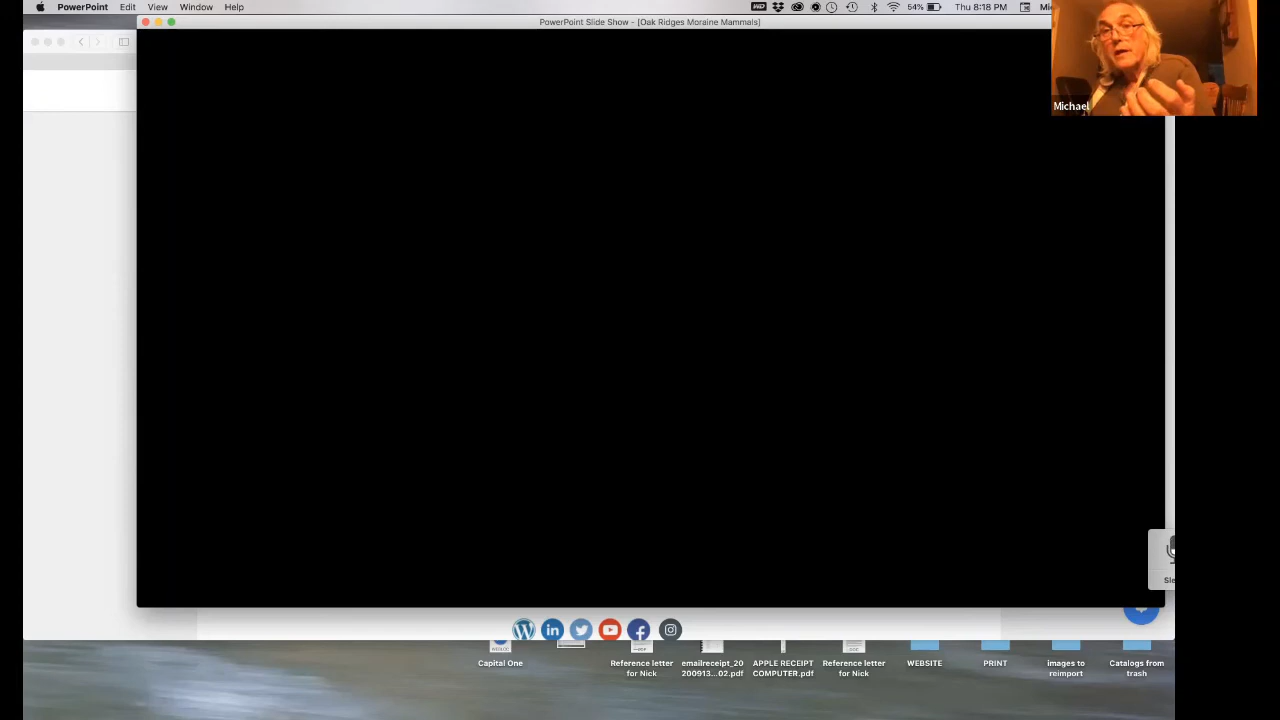 PowerPoint Edit View Window Help 54% Thu 8:18 PM
PowerPoint Slide Show - [Oak Ridges Moraine Mammals]
Michael
Capital One
Reference letter
for Nick
emailreceipt_20
200913...02.pdf
APPLE RECEIPT
COMPUTER.pdf
Reference letter
for Nick
WEBSITE
PRINT
images to
reimport
Catalogs from
trash